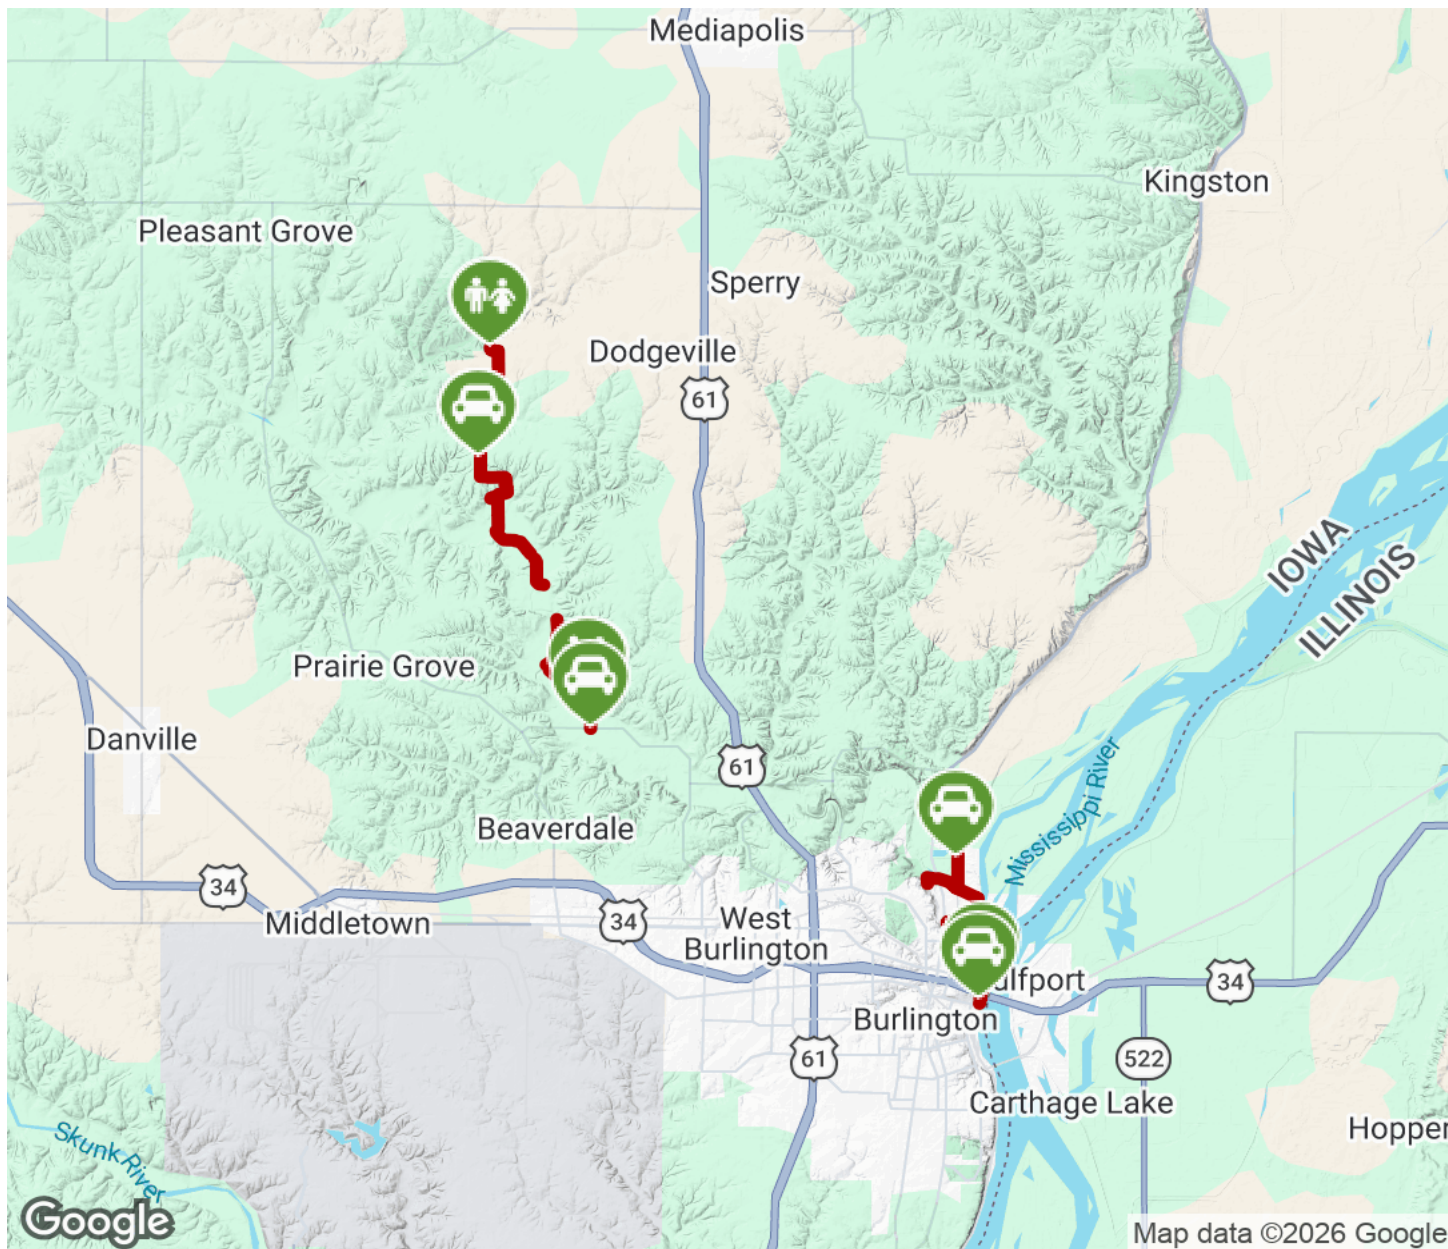 Mediapolis
Kingston
Pleasant Grove
Sperry
Dodgeville
61
IOWA
ILLINOIS
Prairie Grove
Danville
61
Mississippi River
Beaverdale
34
34
West
Burlington
Middletown
ulfport
34
Burlington
61
522
Carthage Lake
Hopper
Skunk River
Google
Map data ©2026 Google